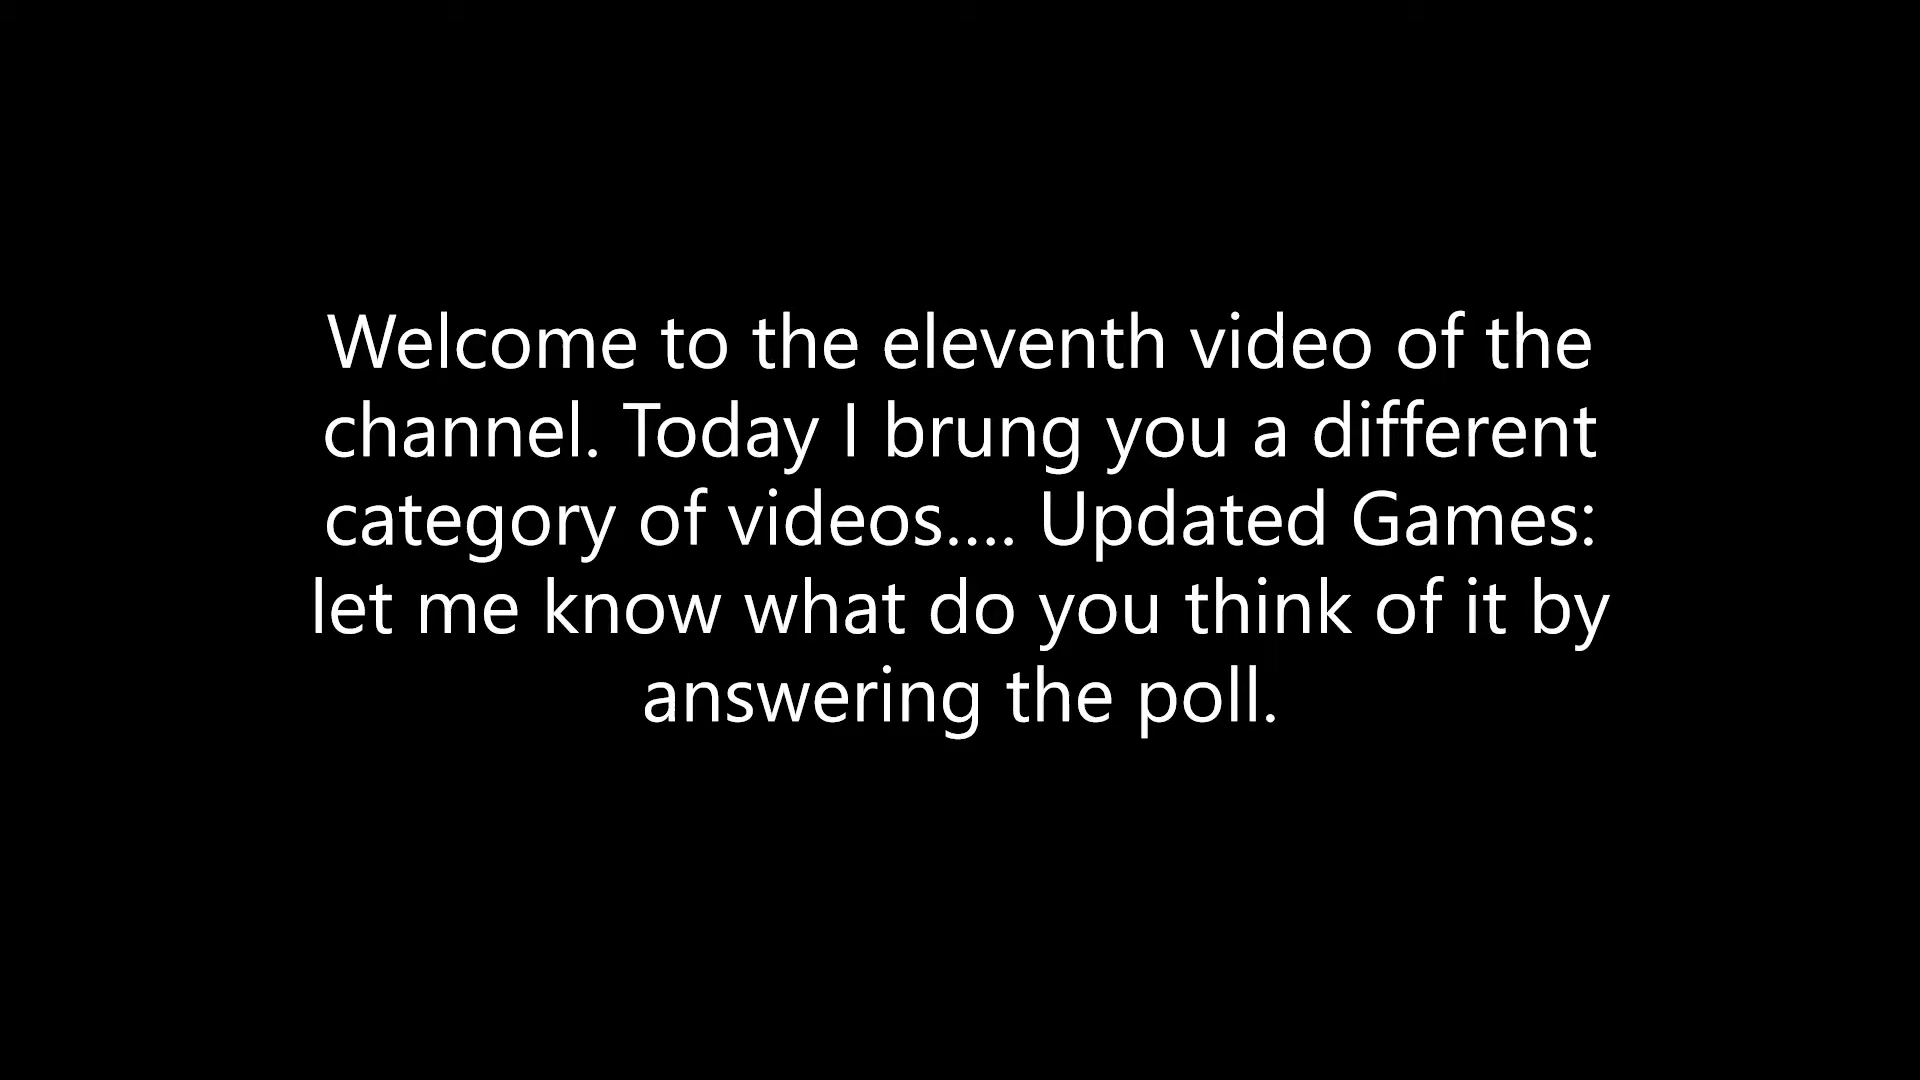 Welcome to the eleventh video of the
channel. Today I brung you a different
category of videos.... Updated Games:
let me know what do you think of it by
answering the poll.